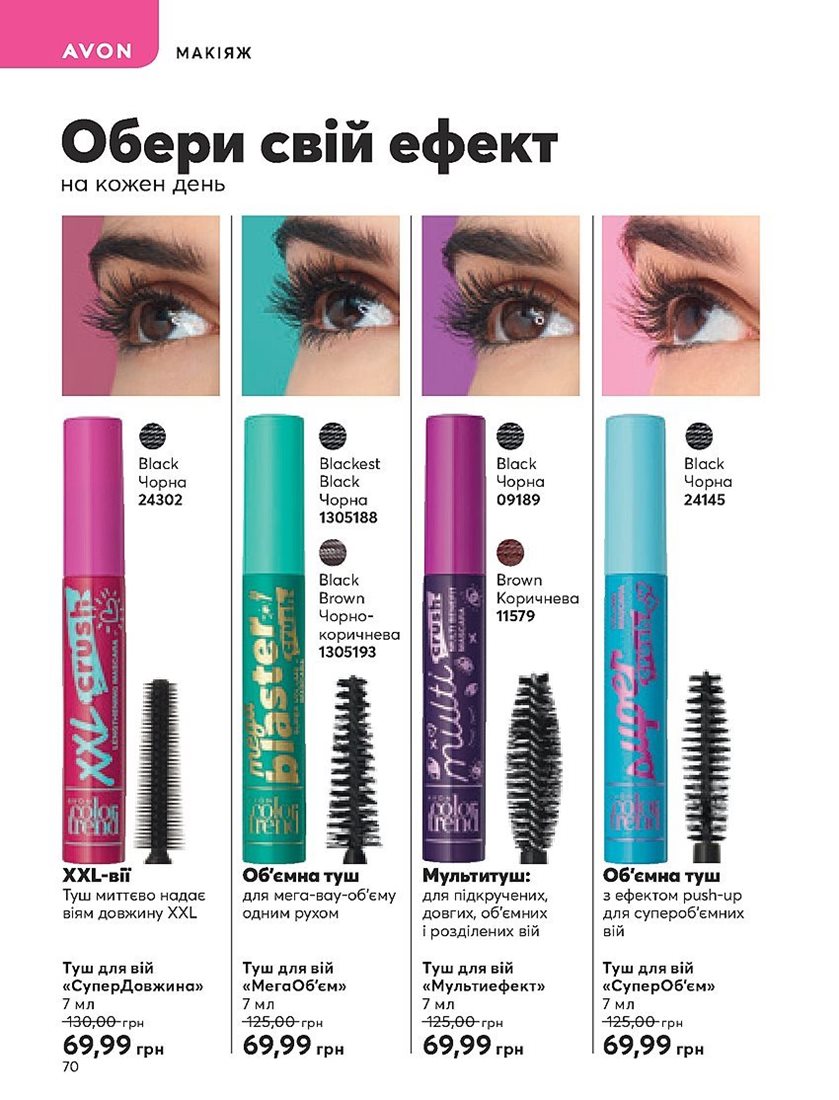 AVON
МАКІЯЖ
Обери свій ефект
на кожен день
Black
Чорна
24302
Blackest
Black
Чорна
1305188
Black
Brown
Чорно-
коричнева
1305193
Black
Чорна
09189
Brown
Коричнева
11579
Black
Чорна
24145
XXL crush
LENGTHENING MASCARA
AVON
color trend
mega blaster crush
SUPER VOLUME MASCARA
AVON
color trend
multi crush
MULTI BENEFIT MASCARA
AVON
color trend
super
AVON
color trend
XXL-вії
Туш миттєво надає
віям довжину XXL
Туш для вій
«СуперДовжина»
7 мл
130,00 грн
69,99 грн
Об'ємна туш
для мега-вау-об'єму
одним рухом
Туш для вій
«МегаОб'єм»
7 мл
125,00 грн
69,99 грн
Мультитуш:
для підкручених,
довгих, об'ємних
і розділених вій
Туш для вій
«Мультиефект»
7 мл
125,00 грн
69,99 грн
Об'ємна туш
з ефектом push-up
для супероб'ємних
вій
Туш для вій
«СуперОб'єм»
7 мл
125,00 грн
69,99 грн
70